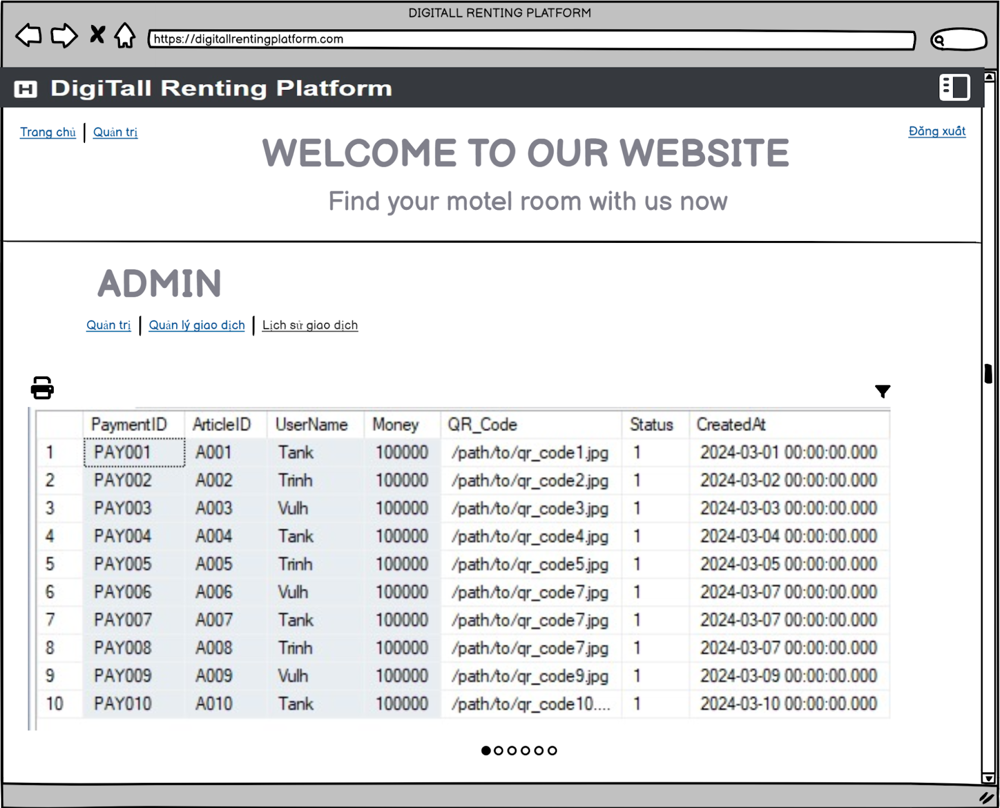 DIGITALL RENTING PLATFORM
https://digitallrentingplatform.com
H DigiTall Renting Platform
Trang chủ | Quản trị Đăng xuất
WELCOME TO OUR WEBSITE
Find your motel room with us now
ADMIN
Quản trị | Quản lý giao dịch | Lịch sử giao dịch
PaymentID ArticleID UserName Money QR_Code Status CreatedAt
1 PAY001 A001 Tank 100000 /path/to/qr_code1.jpg 1 2024-03-01 00:00:00.000
2 PAY002 A002 Trinh 100000 /path/to/qr_code2.jpg 1 2024-03-02 00:00:00.000
3 PAY003 A003 Vulh 100000 /path/to/qr_code3.jpg 1 2024-03-03 00:00:00.000
4 PAY004 A004 Tank 100000 /path/to/qr_code4.jpg 1 2024-03-04 00:00:00.000
5 PAY005 A005 Trinh 100000 /path/to/qr_code5.jpg 1 2024-03-05 00:00:00.000
6 PAY006 A006 Vulh 100000 /path/to/qr_code7.jpg 1 2024-03-07 00:00:00.000
7 PAY007 A007 Tank 100000 /path/to/qr_code7.jpg 1 2024-03-07 00:00:00.000
8 PAY008 A008 Trinh 100000 /path/to/qr_code7.jpg 1 2024-03-07 00:00:00.000
9 PAY009 A009 Vulh 100000 /path/to/qr_code9.jpg 1 2024-03-09 00:00:00.000
10 PAY010 A010 Tank 100000 /path/to/qr_code10.... 1 2024-03-10 00:00:00.000